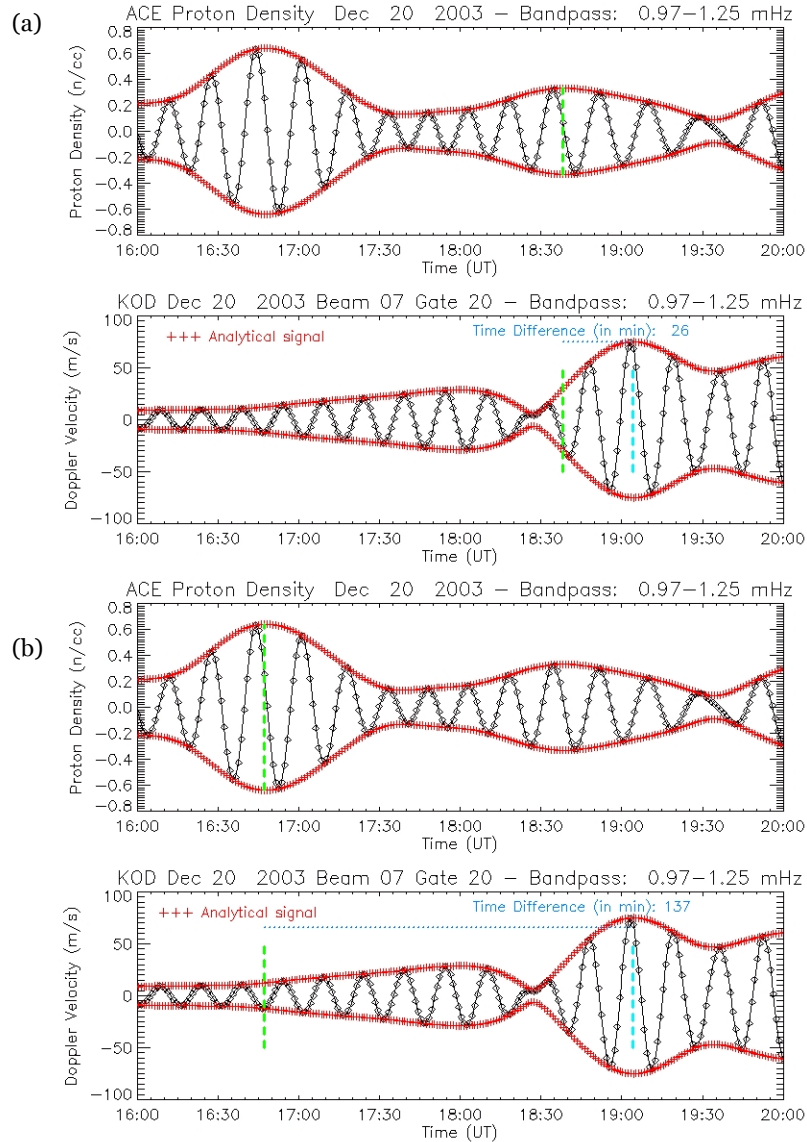 (a)
ACE Proton Density Dec 20 2003 – Bandpass: 0.97–1.25 mHz
Proton Density (n/cc)
0.8
0.6
0.4
0.2
0.0
−0.2
−0.4
−0.6
−0.8
16:00 16:30 17:00 17:30 18:00 18:30 19:00 19:30 20:00
Time (UT)
KOD Dec 20 2003 Beam 07 Gate 20 – Bandpass: 0.97–1.25 mHz
+++ Analytical signal
Time Difference (in min): 26
Doppler Velocity (m/s)
100
50
0
−50
−100
16:00 16:30 17:00 17:30 18:00 18:30 19:00 19:30 20:00
Time (UT)
(b)
ACE Proton Density Dec 20 2003 – Bandpass: 0.97–1.25 mHz
Proton Density (n/cc)
0.8
0.6
0.4
0.2
0.0
−0.2
−0.4
−0.6
−0.8
16:00 16:30 17:00 17:30 18:00 18:30 19:00 19:30 20:00
Time (UT)
KOD Dec 20 2003 Beam 07 Gate 20 – Bandpass: 0.97–1.25 mHz
+++ Analytical signal
Time Difference (in min): 137
Doppler Velocity (m/s)
100
50
0
−50
−100
16:00 16:30 17:00 17:30 18:00 18:30 19:00 19:30 20:00
Time (UT)